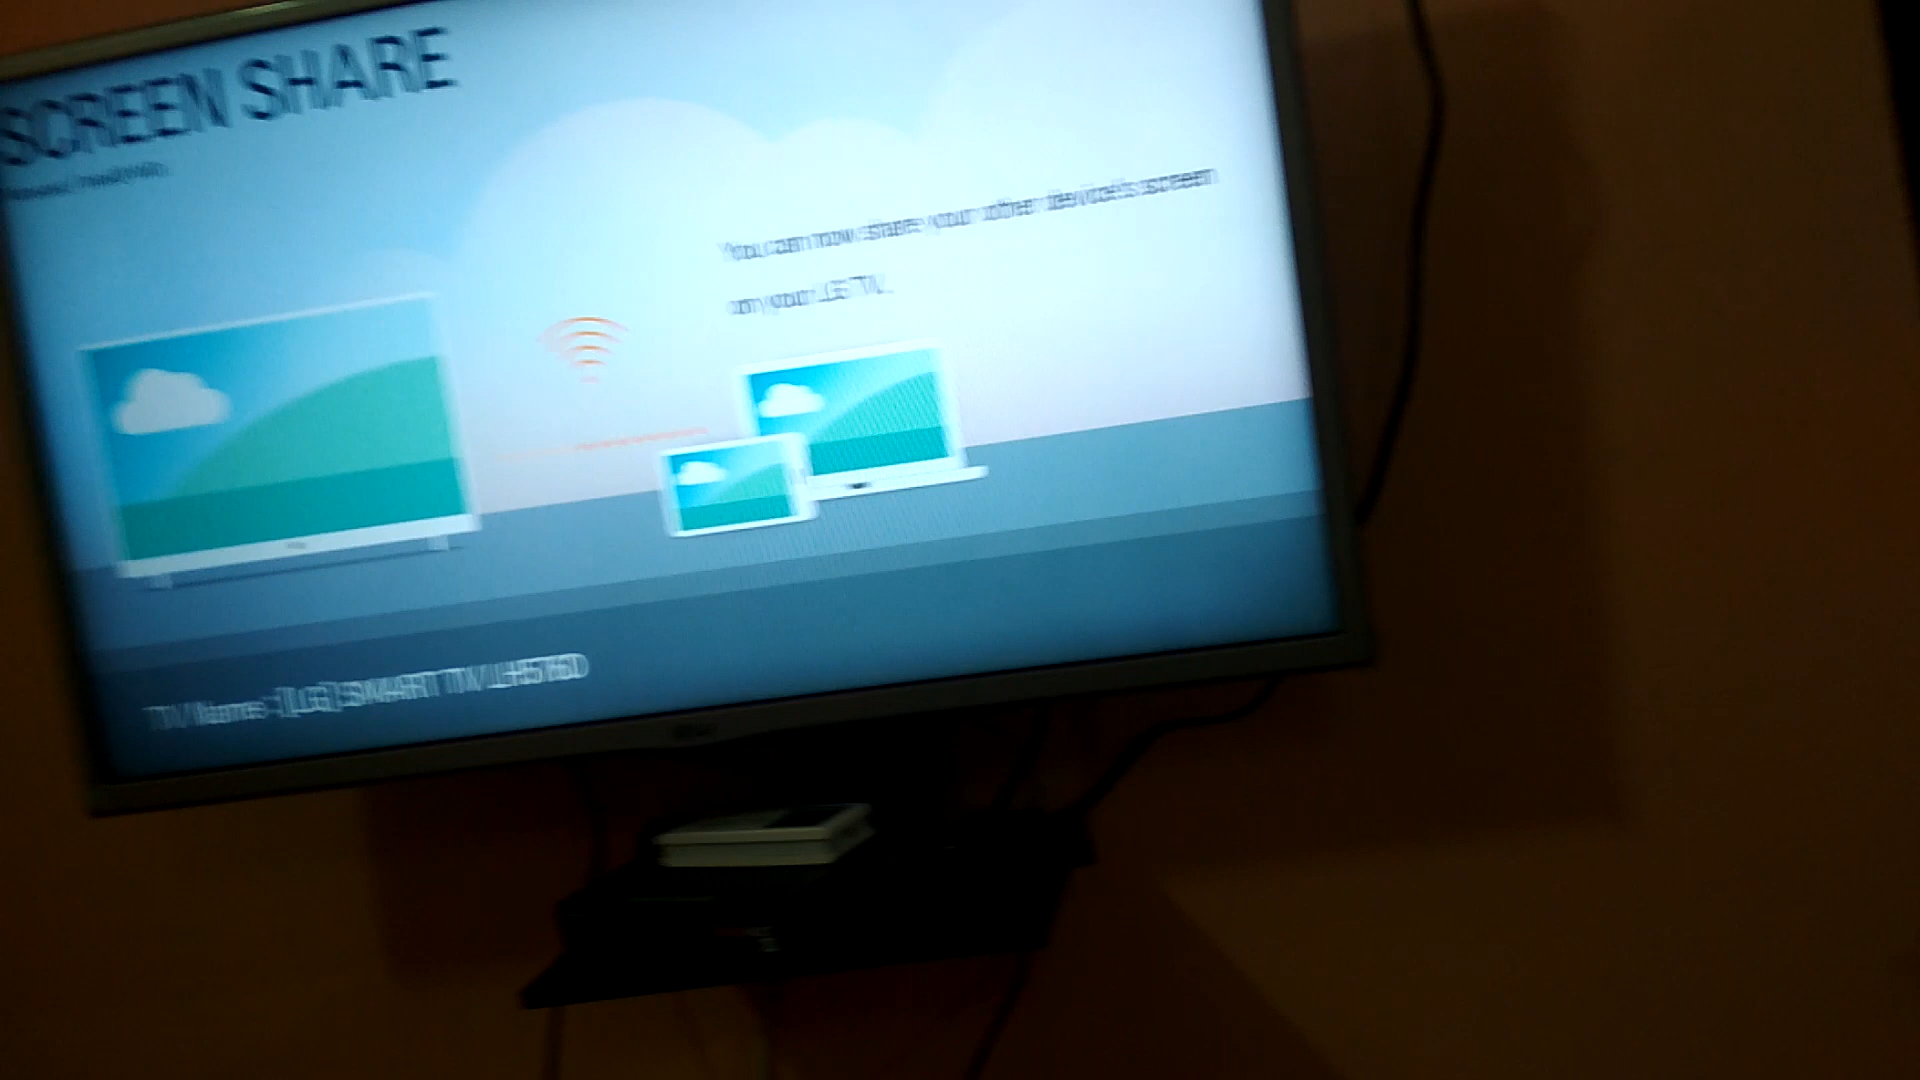 SCREEN SHARE
You can now share your other device's screen
on your LG TV.
TV Name : [LG] SMART TV LH576D